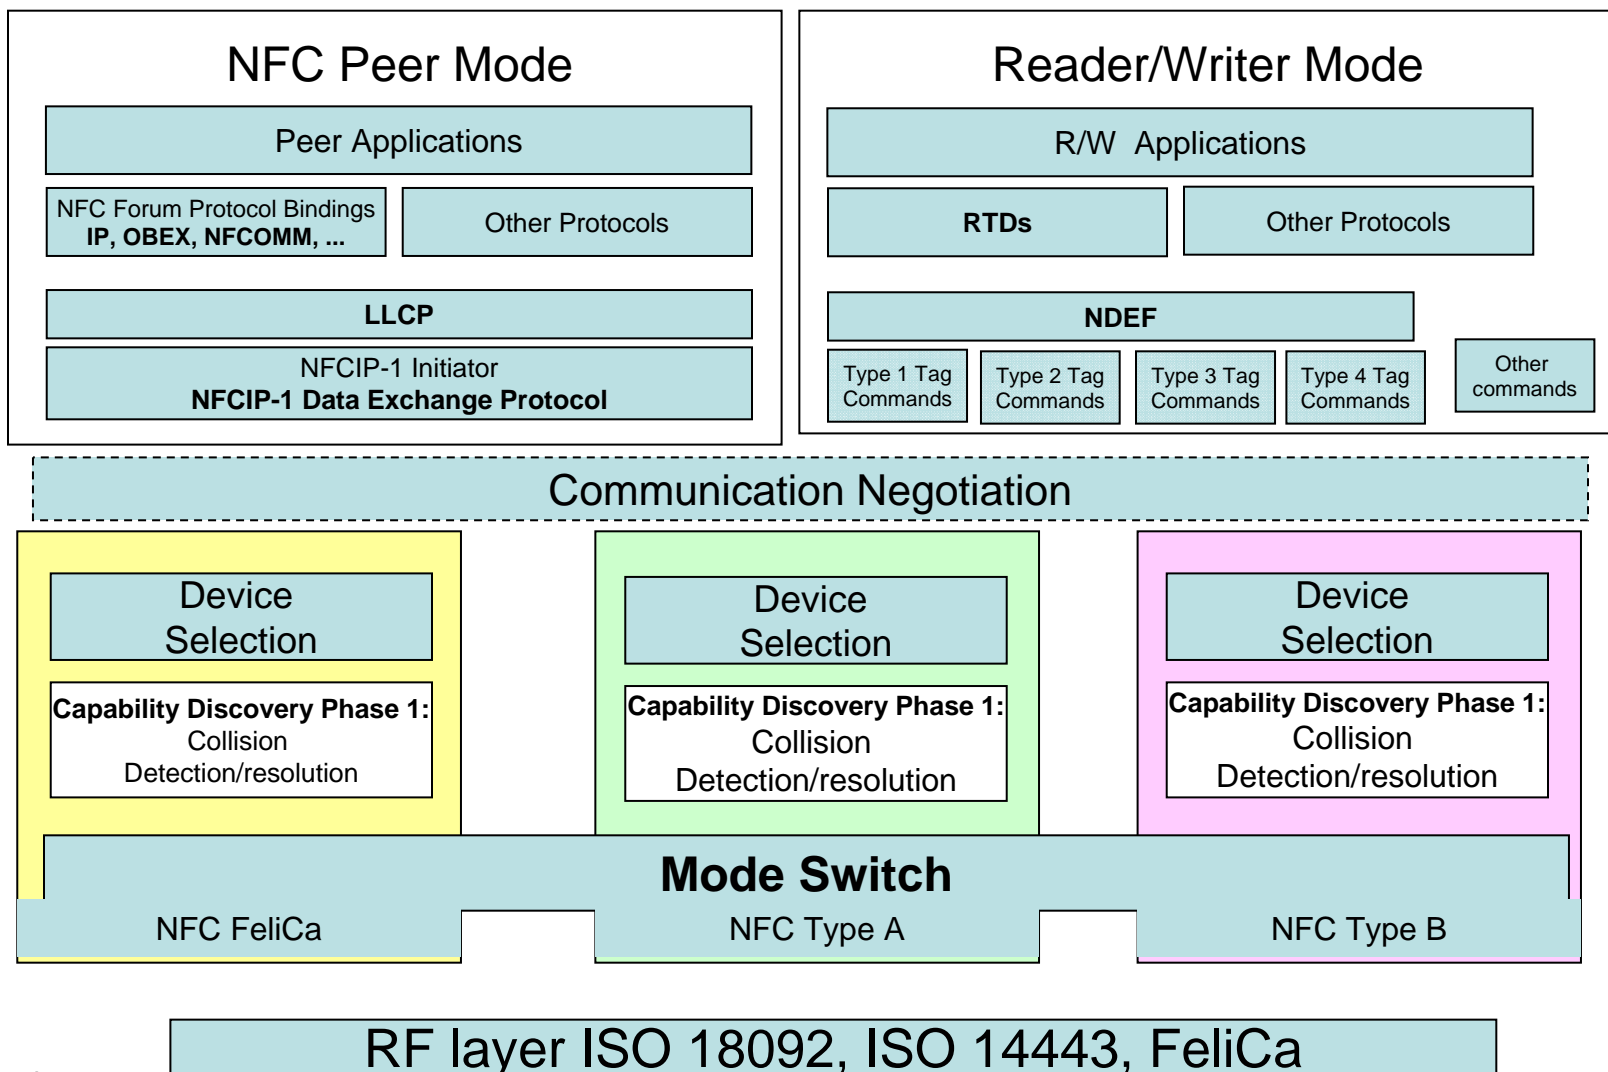 NFC Peer Mode
Peer Applications
NFC Forum Protocol Bindings
IP, OBEX, NFCOMM, ...
Other Protocols
LLCP
NFCIP-1 Initiator
NFCIP-1 Data Exchange Protocol
Reader/Writer Mode
R/W Applications
RTDs
Other Protocols
NDEF
Type 1 Tag
Commands
Type 2 Tag
Commands
Type 3 Tag
Commands
Type 4 Tag
Commands
Other
commands
Communication Negotiation
Device
Selection
Capability Discovery Phase 1:
Collision
Detection/resolution
Device
Selection
Capability Discovery Phase 1:
Collision
Detection/resolution
Device
Selection
Capability Discovery Phase 1:
Collision
Detection/resolution
Mode Switch
NFC FeliCa
NFC Type A
NFC Type B
RF layer ISO 18092, ISO 14443, FeliCa